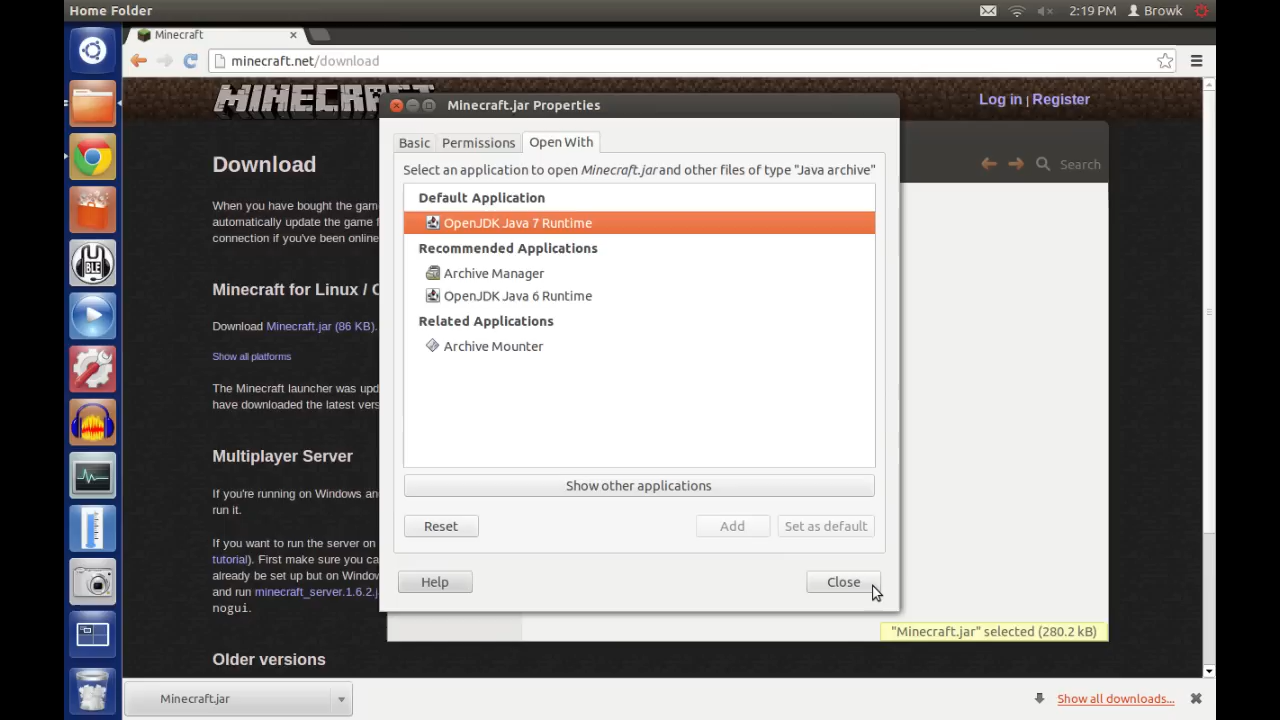 Home Folder
2:19 PM
Browk
Minecraft
minecraft.net/download
MINECRAFT
Log in | Register
Minecraft.jar Properties
Basic
Permissions
Open With
Download
Search
Select an application to open Minecraft.jar and other files of type "Java archive"
Default Application
OpenJDK Java 7 Runtime
Recommended Applications
Archive Manager
OpenJDK Java 6 Runtime
Related Applications
Archive Mounter
Show other applications
Reset
Add
Set as default
Help
Close
When you have bought the gam
automatically update the game f
connection if you've been online
Minecraft for Linux /
Download Minecraft.jar (86 KB).
Show all platforms
The Minecraft launcher was upd
have downloaded the latest vers
Multiplayer Server
If you're running on Windows an
run it.
If you want to run the server on
tutorial). First make sure you ca
already be set up but on Window
and run minecraft_server.1.6.2.j
nogui.
"Minecraft.jar" selected (280.2 kB)
Older versions
Minecraft.jar
Show all downloads...